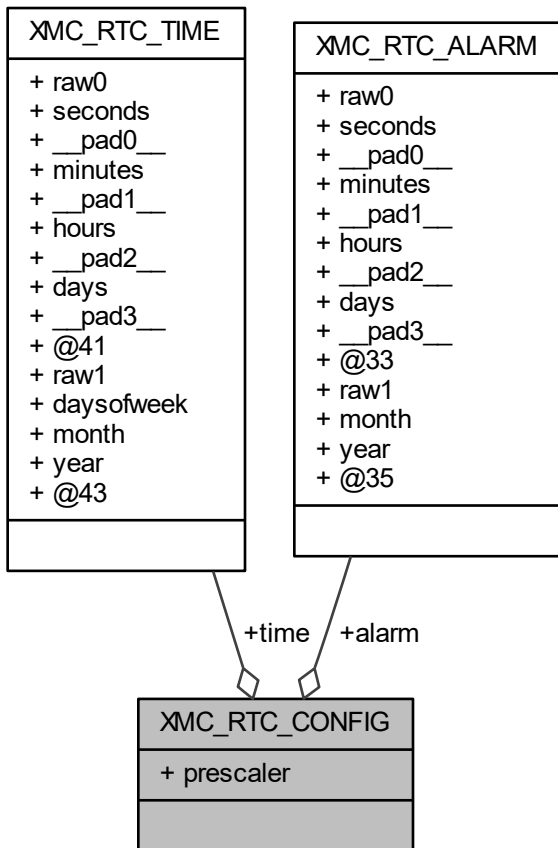 XMC_RTC_TIME
+ raw0
+ seconds
+ __pad0__
+ minutes
+ __pad1__
+ hours
+ __pad2__
+ days
+ __pad3__
+ @41
+ raw1
+ daysofweek
+ month
+ year
+ @43
XMC_RTC_ALARM
+ raw0
+ seconds
+ __pad0__
+ minutes
+ __pad1__
+ hours
+ __pad2__
+ days
+ __pad3__
+ @33
+ raw1
+ month
+ year
+ @35
+time
+alarm
XMC_RTC_CONFIG
+ prescaler